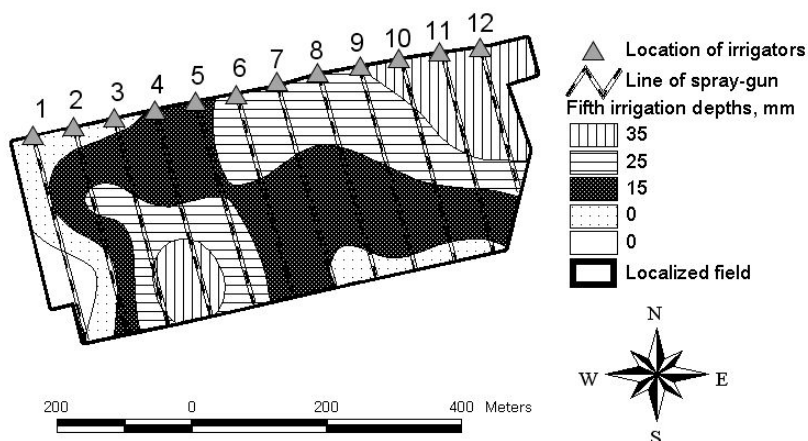 1 2 3 4 5 6 7 8 9 10 11 12
Location of irrigators
Line of spray-gun
Fifth irrigation depths, mm
35
25
15
0
0
Localized field
N
W E
S
200 0 200 400 Meters